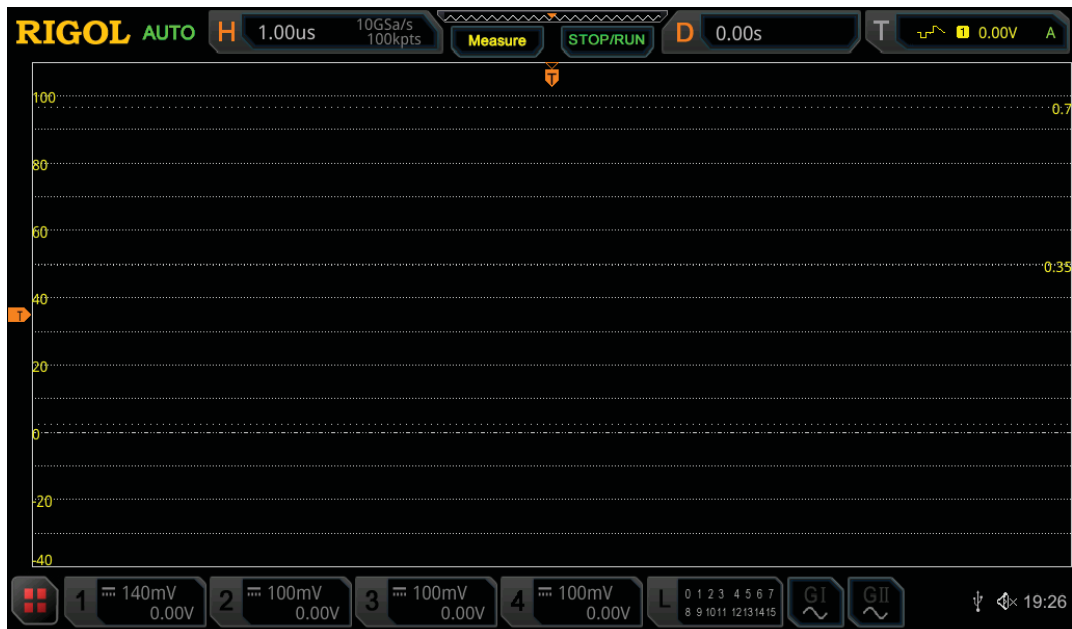 RIGOL AUTO H 1.00us 10GSa/s 100kpts Measure STOP/RUN D 0.00s T 1 0.00V A
T
100
0.7
80
60
0.35
40
T
20
0
-20
-40
1 140mV 0.00V 2 100mV 0.00V 3 100mV 0.00V 4 100mV 0.00V L 0 1 2 3 4 5 6 7 GI GII 19:26
8 9 10 11 12 13 14 15